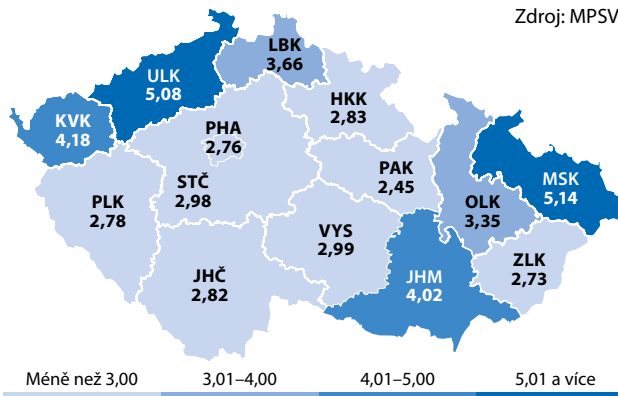 Zdroj: MPSV
LBK
3,66
ULK
5,08
HKK
2,83
KVK
4,18
PHA
2,76
PAK
2,45
MSK
5,14
STČ
2,98
PLK
2,78
OLK
3,35
VYS
2,99
ZLK
2,73
JHČ
2,82
JHM
4,02
Méně než 3,00
3,01–4,00
4,01–5,00
5,01 a více